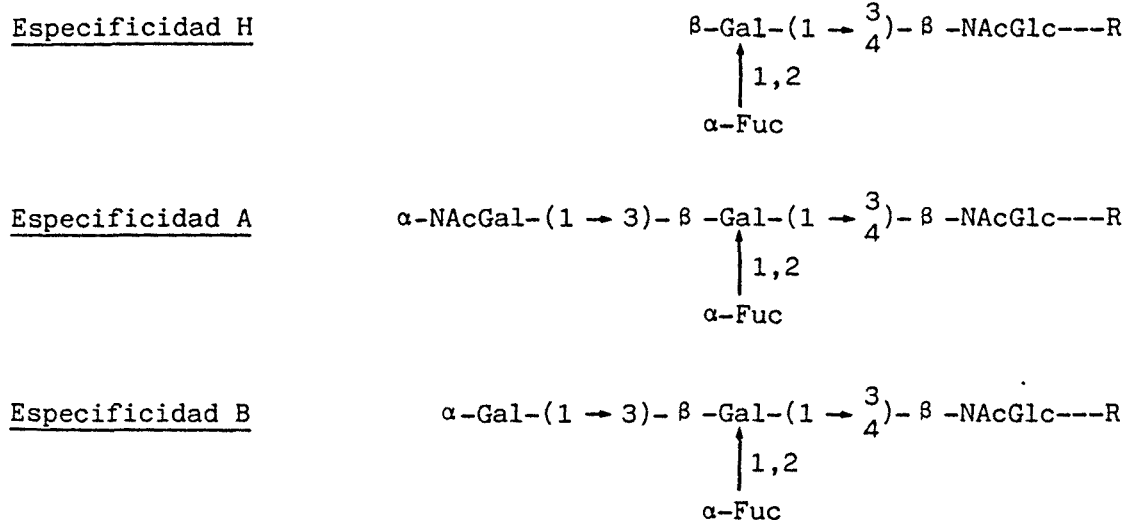 Especificidad H β-Gal-(1 → 3/4)- β -NAcGlc---R
1,2
α-Fuc
Especificidad A α-NAcGal-(1 → 3)- β -Gal-(1 → 3/4)- β -NAcGlc---R
1,2
α-Fuc
Especificidad B α-Gal-(1 → 3)- β -Gal-(1 → 3/4)- β -NAcGlc---R
1,2
α-Fuc